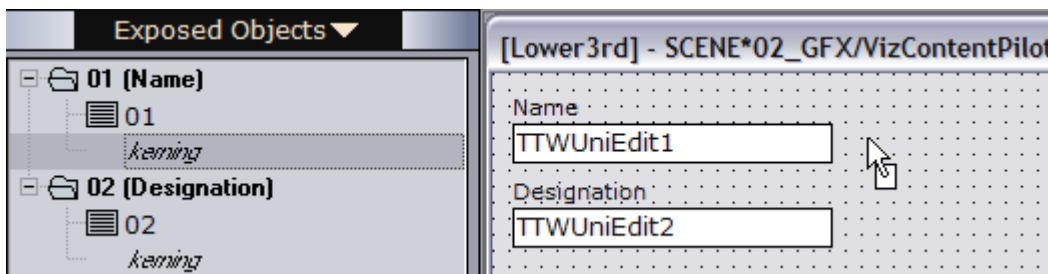 Exposed Objects
01 (Name)
01
kerning
02 (Designation)
02
kerning
[Lower3rd] - SCENE*02_GFX/VizContentPilot
Name
TTWUniEdit1
Designation
TTWUniEdit2